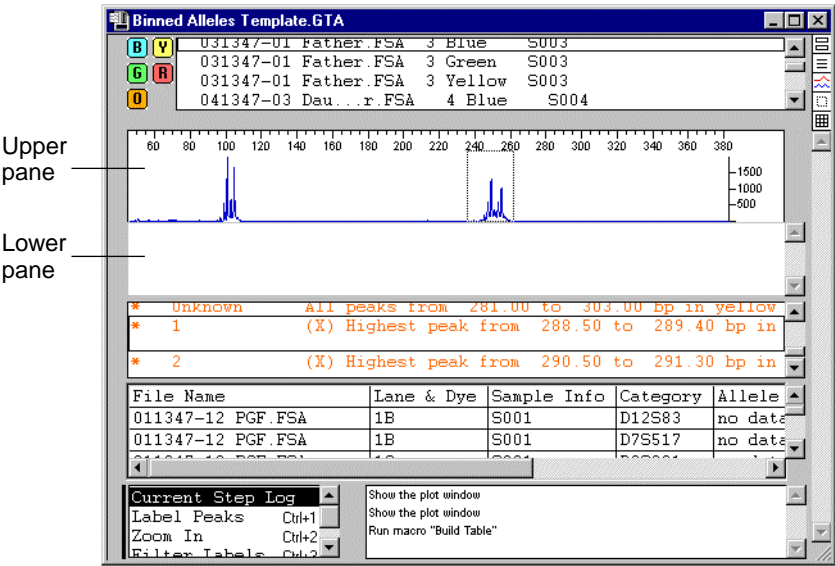 Binned Alleles Template.GTA
B Y
G R
O
031347-01 Father.FSA 3 Blue S003
031347-01 Father.FSA 3 Green S003
031347-01 Father.FSA 3 Yellow S003
041347-03 Dau...r.FSA 4 Blue S004
Upper pane
60 80 100 120 140 160 180 200 220 240 260 280 300 320 340 360 380
1500
1000
500
Lower pane
* Unknown All peaks from 281.00 to 303.00 bp in yellow
* 1 (X) Highest peak from 288.50 to 289.40 bp in
* 2 (X) Highest peak from 290.50 to 291.30 bp in
File Name Lane & Dye Sample Info Category Allele
011347-12 PGF.FSA 1B S001 D12S83 no data
011347-12 PGF.FSA 1B S001 D7S517 no data
Current Step Log
Label Peaks Ctrl+1
Zoom In Ctrl+2
Filter Labels Ctrl+3
Show the plot window
Show the plot window
Run macro "Build Table"